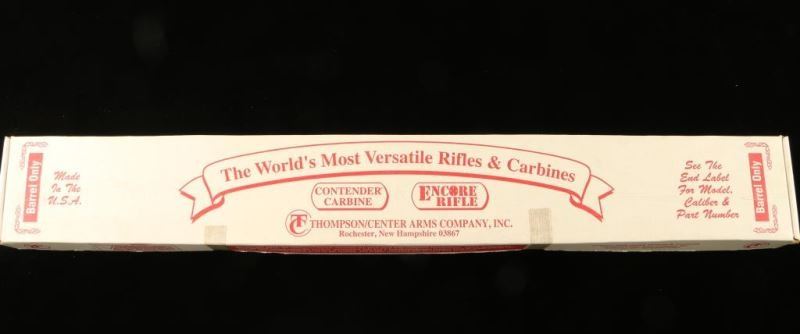 Barrel Only
Made
In The
U.S.A.
The World's Most Versatile Rifles & Carbines
CONTENDER
CARBINE
ENCORE
RIFLE
TC THOMPSON/CENTER ARMS COMPANY, INC.
Rochester, New Hampshire 03867
See The
End Label
For Model,
Caliber &
Part Number
Barrel Only